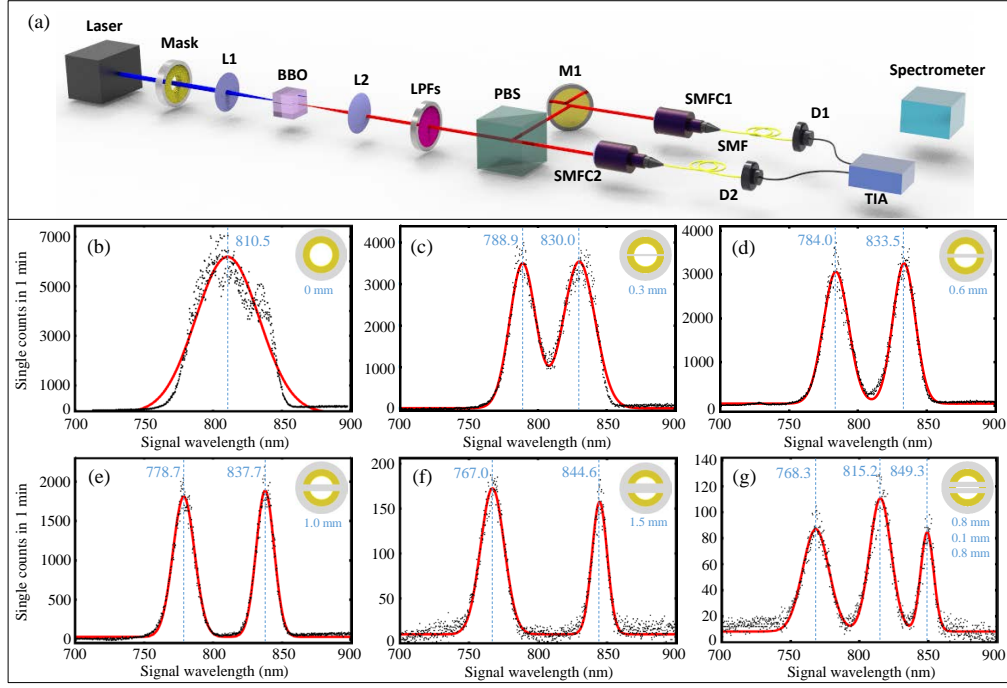 (a)
Laser
Mask
L1
BBO
L2
LPFs
PBS
M1
SMFC1
SMF
D1
Spectrometer
SMFC2
D2
TIA
(b)
810.5
0 mm
Single counts in 1 min
7000
5000
3000
1000
0
700 750 800 850 900
Signal wavelength (nm)
(c)
788.9 830.0
0.3 mm
4000
3000
2000
1000
0
700 750 800 850 900
Signal wavelength (nm)
(d)
784.0 833.5
0.6 mm
4000
3000
2000
1000
0
700 750 800 850 900
Signal wavelength (nm)
(e)
778.7 837.7
1.0 mm
Single counts in 1 min
2000
1500
1000
500
0
700 750 800 850 900
Signal wavelength (nm)
(f)
767.0 844.6
1.5 mm
200
150
100
50
0
700 750 800 850 900
Signal wavelength (nm)
(g)
768.3 815.2 849.3
0.8 mm
0.1 mm
0.8 mm
140
120
100
80
60
40
20
0
700 750 800 850 900
Signal wavelength (nm)